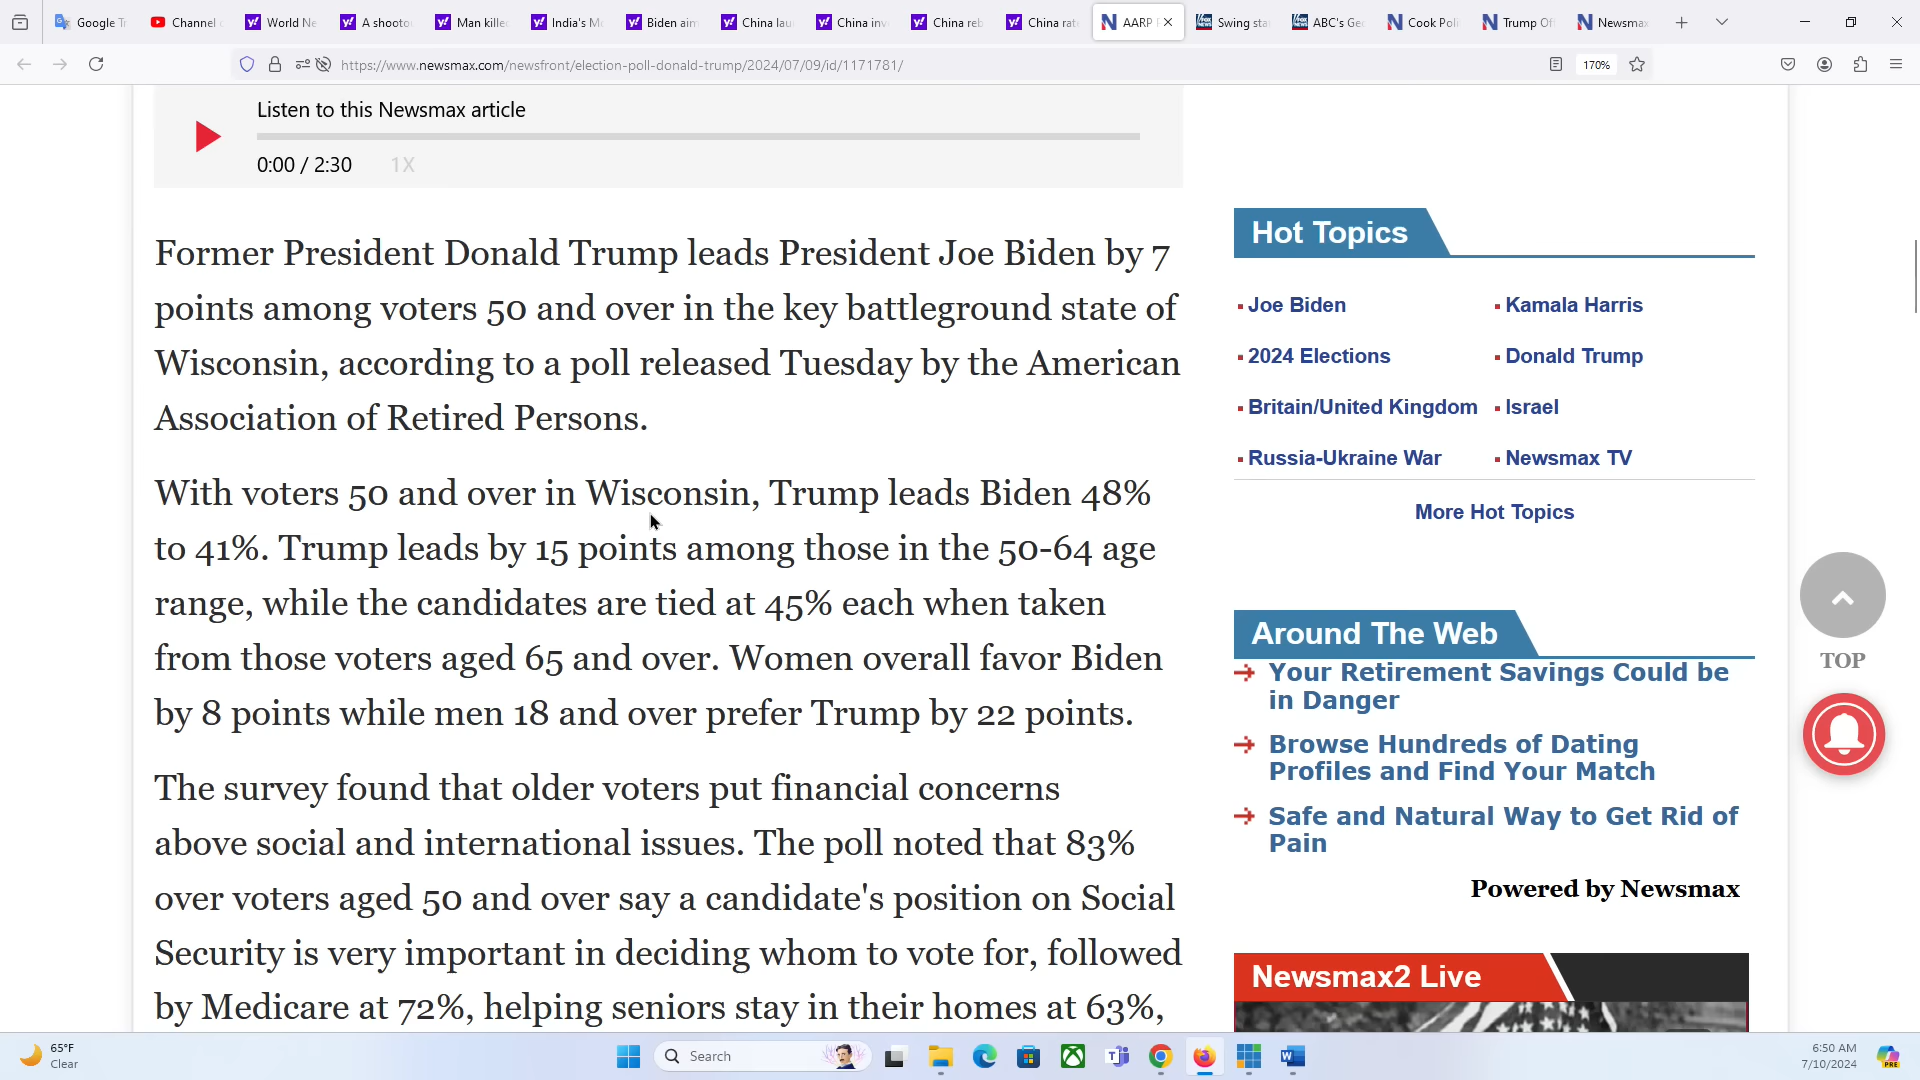 Google Tr
Channel c
World Ne
A shootou
Man kille
India's Mo
Biden aim
China lau
China inv
China reb
China rate
AARP P
Swing sta
ABC's Geo
Cook Poli
Trump Off
Newsmax
https://www.newsmax.com/newsfront/election-poll-donald-trump/2024/07/09/id/1171781/
170%
Listen to this Newsmax article
0:00 / 2:30
1X
Former President Donald Trump leads President Joe Biden by 7
points among voters 50 and over in the key battleground state of
Wisconsin, according to a poll released Tuesday by the American
Association of Retired Persons.
With voters 50 and over in Wisconsin, Trump leads Biden 48%
to 41%. Trump leads by 15 points among those in the 50-64 age
range, while the candidates are tied at 45% each when taken
from those voters aged 65 and over. Women overall favor Biden
by 8 points while men 18 and over prefer Trump by 22 points.
The survey found that older voters put financial concerns
above social and international issues. The poll noted that 83%
over voters aged 50 and over say a candidate's position on Social
Security is very important in deciding whom to vote for, followed
by Medicare at 72%, helping seniors stay in their homes at 63%,
Hot Topics
Joe Biden
Kamala Harris
2024 Elections
Donald Trump
Britain/United Kingdom
Israel
Russia-Ukraine War
Newsmax TV
More Hot Topics
Around The Web
Your Retirement Savings Could be
in Danger
Browse Hundreds of Dating
Profiles and Find Your Match
Safe and Natural Way to Get Rid of
Pain
Powered by Newsmax
Newsmax2 Live
TOP
65°F
Clear
Search
6:50 AM
7/10/2024